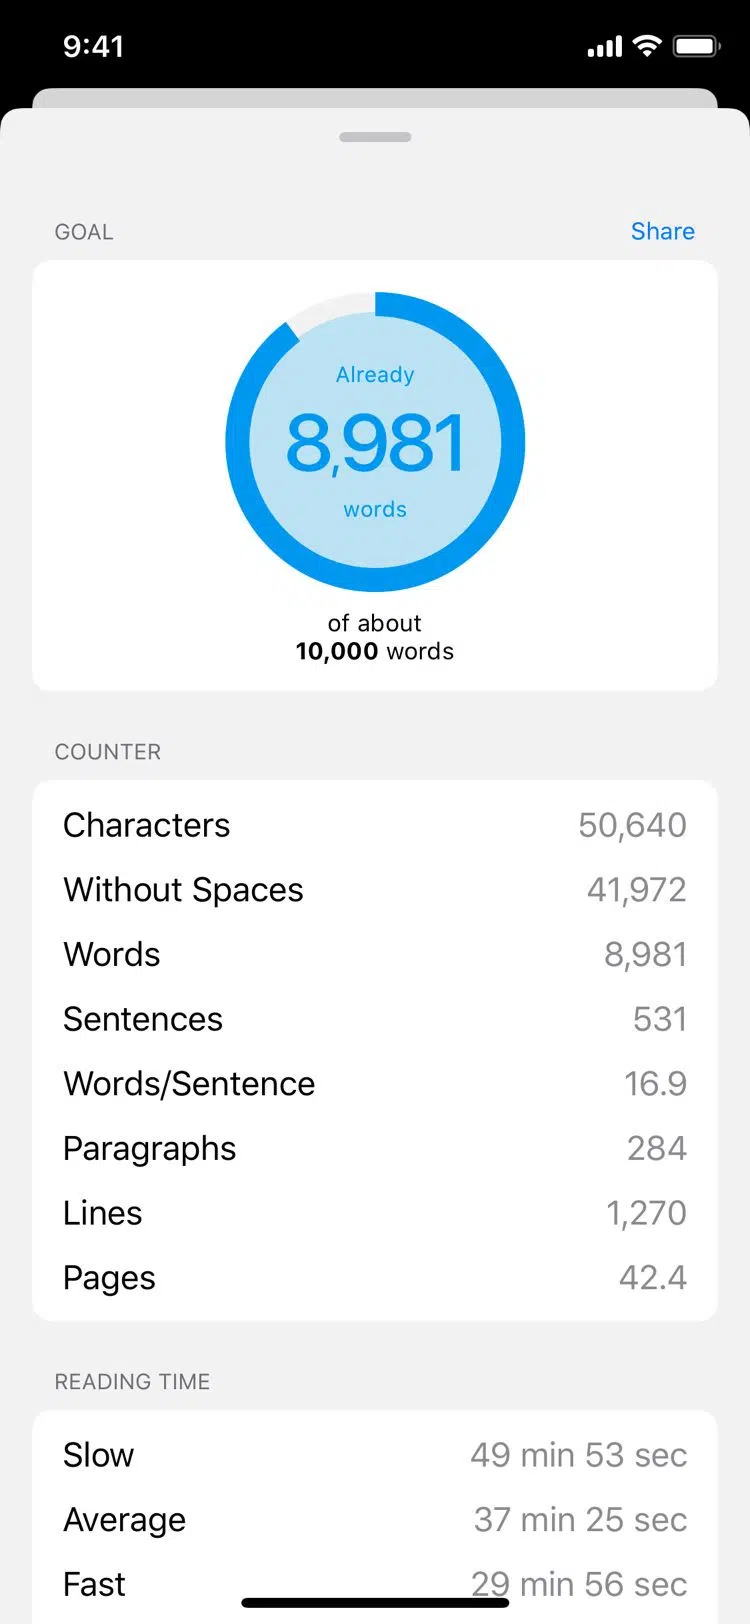 9:41
GOAL Share
Already
8,981
words
of about
10,000 words
COUNTER
Characters 50,640
Without Spaces 41,972
Words 8,981
Sentences 531
Words/Sentence 16.9
Paragraphs 284
Lines 1,270
Pages 42.4
READING TIME
Slow 49 min 53 sec
Average 37 min 25 sec
Fast 29 min 56 sec